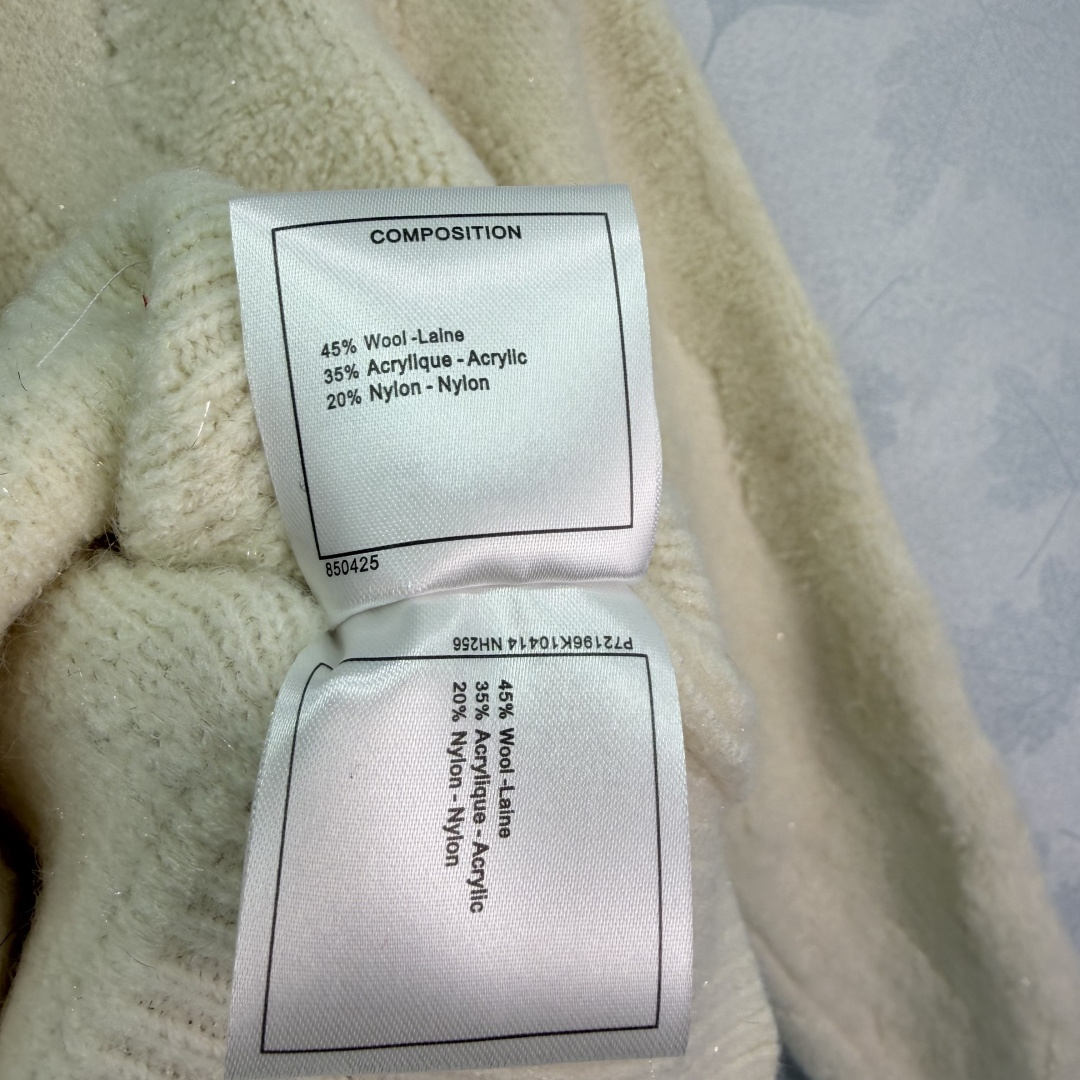 COMPOSITION
45% Wool -Laine
35% Acrylique - Acrylic
20% Nylon - Nylon
850425
P72196K10414 NH256
45% Wool -Laine
35% Acrylique - Acrylic
20% Nylon - Nylon